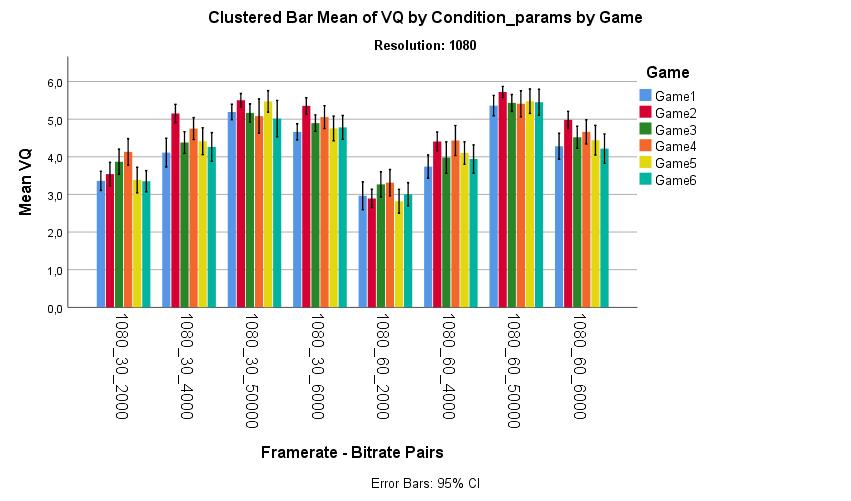 Clustered Bar Mean of VQ by Condition_params by Game
Resolution: 1080
Mean VQ
6,0
5,0
4,0
3,0
2,0
1,0
0,0
1080_30_2000
1080_30_4000
1080_30_50000
1080_30_6000
1080_60_2000
1080_60_4000
1080_60_50000
1080_60_6000
Framerate - Bitrate Pairs
Game
Game1
Game2
Game3
Game4
Game5
Game6
Error Bars: 95% CI